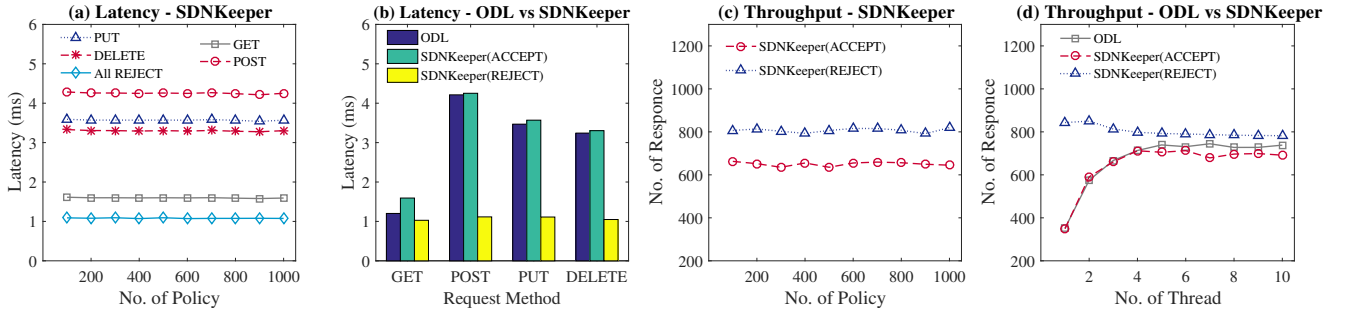 (a) Latency - SDNKeeper
PUT
DELETE
All REJECT
GET
POST
Latency (ms)
6
5
4
3
2
1
0
200 400 600 800 1000
No. of Policy
(b) Latency - ODL vs SDNKeeper
ODL
SDNKeeper(ACCEPT)
SDNKeeper(REJECT)
Latency (ms)
6
5
4
3
2
1
0
GET POST PUT DELETE
Request Method
(c) Throughput - SDNKeeper
SDNKeeper(ACCEPT)
SDNKeeper(REJECT)
No. of Responce
1200
1000
800
600
400
200
200 400 600 800 1000
No. of Policy
(d) Throughput - ODL vs SDNKeeper
ODL
SDNKeeper(ACCEPT)
SDNKeeper(REJECT)
No. of Responce
1200
1000
800
600
400
200
2 4 6 8 10
No. of Thread